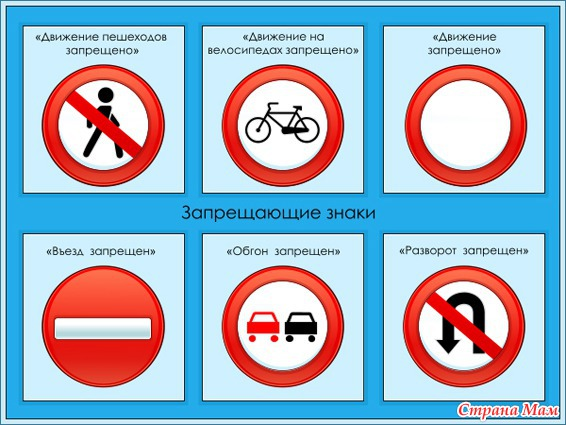 «Движение пешеходов
запрещено»
«Движение на
велосипедах запрещено»
«Движение
запрещено»
Запрещающие знаки
«Въезд запрещен»
«Обгон запрещен»
«Разворот запрещен»
Страна Мам